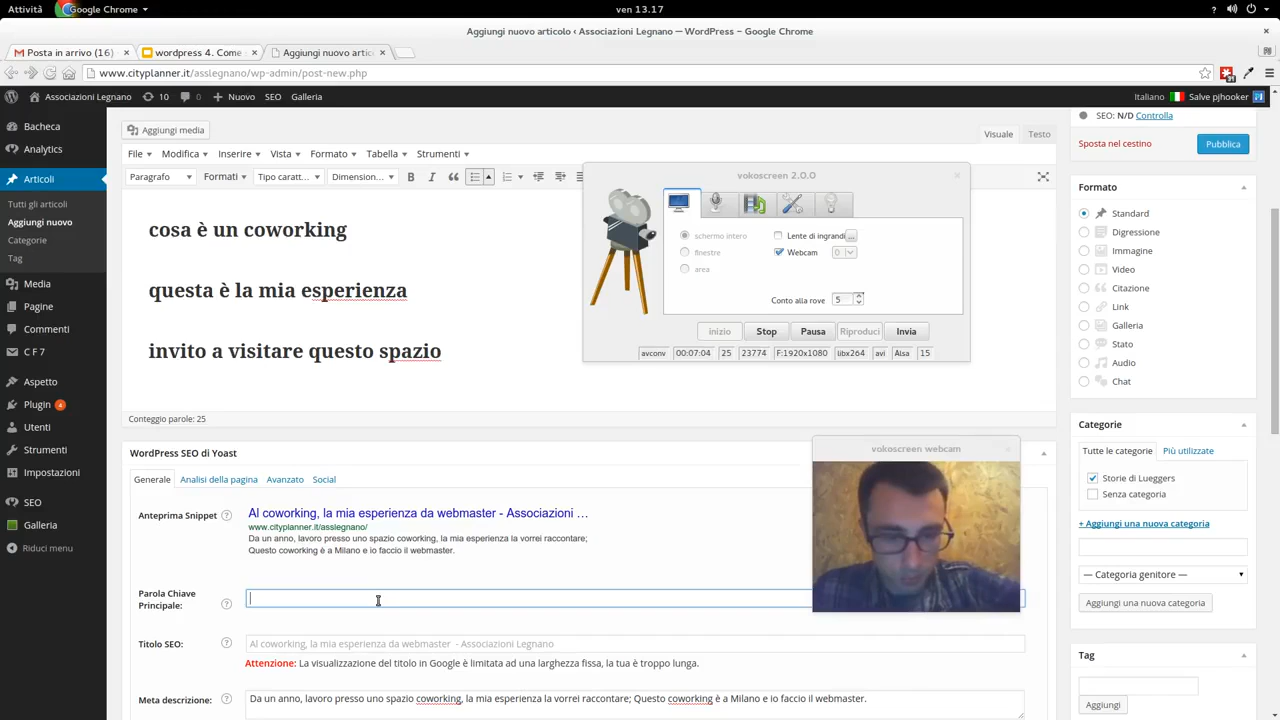 Attività
Google Chrome
ven 13.17
Aggiungi nuovo articolo ‹ Associazioni Legnano — WordPress – Google Chrome
Posta in arrivo (16)
wordpress 4. Come
Aggiungi nuovo artic
www.cityplanner.it/asslegnano/wp-admin/post-new.php
Associazioni Legnano
10
0
Nuovo
SEO
Galleria
Italiano
Salve pjhooker
Bacheca
Analytics
Articoli
Tutti gli articoli
Aggiungi nuovo
Categorie
Tag
Media
Pagine
Commenti
C F 7
Aspetto
Plugin 4
Utenti
Strumenti
Impostazioni
SEO
Galleria
Riduci menu
Aggiungi media
Visuale
Testo
File
Modifica
Inserire
Vista
Formato
Tabella
Strumenti
Paragrafo
Formati
Tipo caratt...
Dimension...
cosa è un coworking
questa è la mia esperienza
invito a visitare questo spazio
Conteggio parole: 25
vokoscreen 2.0.0
schermo intero
finestre
area
Lente di ingrandi
...
Webcam
0
Conto alla rove
5
inizio
Stop
Pausa
Riproduci
Invia
avconv
00:07:04
25
23774
F:1920x1080
libx264
avi
Alsa
15
WordPress SEO di Yoast
Generale
Analisi della pagina
Avanzato
Social
Anteprima Snippet
Al coworking, la mia esperienza da webmaster - Associazioni ...
www.cityplanner.it/asslegnano/
Da un anno, lavoro presso uno spazio coworking, la mia esperienza la vorrei raccontare;
Questo coworking è a Milano e io faccio il webmaster.
Parola Chiave
Principale:
Titolo SEO:
Al coworking, la mia esperienza da webmaster - Associazioni Legnano
Attenzione: La visualizzazione del titolo in Google è limitata ad una larghezza fissa, la tua è troppo lunga.
Meta descrizione:
Da un anno, lavoro presso uno spazio coworking, la mia esperienza la vorrei raccontare; Questo coworking è a Milano e io faccio il webmaster.
vokoscreen webcam
SEO: N/D Controlla
Sposta nel cestino
Pubblica
Formato
Standard
Digressione
Immagine
Video
Citazione
Link
Galleria
Stato
Audio
Chat
Categorie
Tutte le categorie
Più utilizzate
Storie di Lueggers
Senza categoria
+ Aggiungi una nuova categoria
— Categoria genitore —
Aggiungi una nuova categoria
Tag
Aggiungi